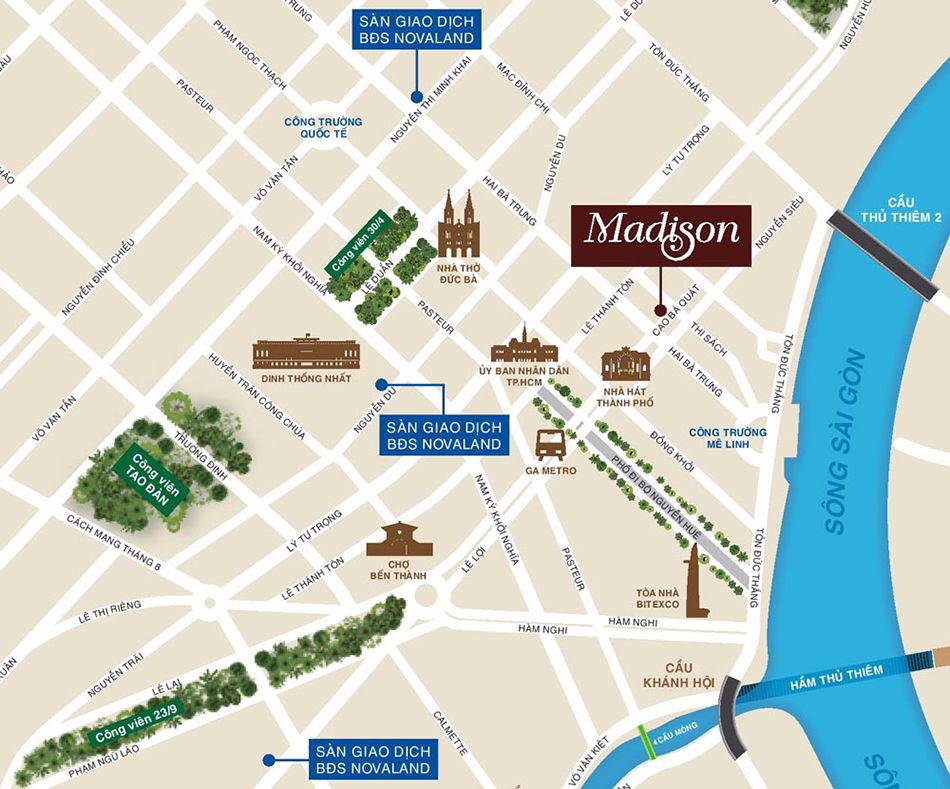 SÀN GIAO DỊCH
BĐS NOVALAND
LÊ DUẨN
NGUYỄN HU
PHẠM NGỌC THẠCH
TÔN ĐỨC THẮNG
NGUYỄN THỊ MINH KHAI
MẠC ĐĨNH CHI
PASTEUR
CÔNG TRƯỜNG
QUỐC TẾ
VÕ VĂN TẦN
NGUYỄN DU
LÝ TỰ TRỌNG
HAI BÀ TRƯNG
CẦU
THỦ THIÊM 2
Madison
NGUYỄN SIÊU
NGUYỄN ĐÌNH CHIỂU
NAM KỲ KHỞI NGHĨA
Công viên 30/4
LÊ DUẨN
NHÀ THỜ
ĐỨC BÀ
LÊ THÁNH TÔN
CAO BÁ QUÁT
THI SÁCH
PASTEUR
HAI BÀ TRƯNG
TÔN ĐỨC THẮNG
DINH THỐNG NHẤT
ỦY BAN NHÂN DÂN
TP.HCM
NHÀ HÁT
THÀNH PHỐ
SÔNG SÀI GÒN
HUYỀN TRÂN CÔNG CHÚA
NGUYỄN DU
SÀN GIAO DỊCH
BĐS NOVALAND
VÕ VĂN TẦN
TRƯƠNG ĐỊNH
CÔNG TRƯỜNG
MÊ LINH
ĐỒNG KHỞI
Công viên
TAO ĐÀN
GA METRO
PHỐ ĐI BỘ NGUYỄN HUỆ
NAM KỲ KHỞI NGHĨA
CÁCH MẠNG THÁNG 8
LÝ TỰ TRỌNG
LÊ THÁNH TÔN
CHỢ
BẾN THÀNH
LÊ LỢI
PASTEUR
TÔN ĐỨC THẮNG
TÒA NHÀ
BITEXCO
LÊ THỊ RIÊNG
HÀM NGHI
HÀM NGHI
NGUYỄN TRÃI
LÊ LAI
CẦU
KHÁNH HỘI
HẦM THỦ THIÊM
Công viên 23/9
PHẠM NGŨ LÃO
CALMETTE
CẦU MỐNG
VÕ VĂN KIỆT
SÀN GIAO DỊCH
BĐS NOVALAND